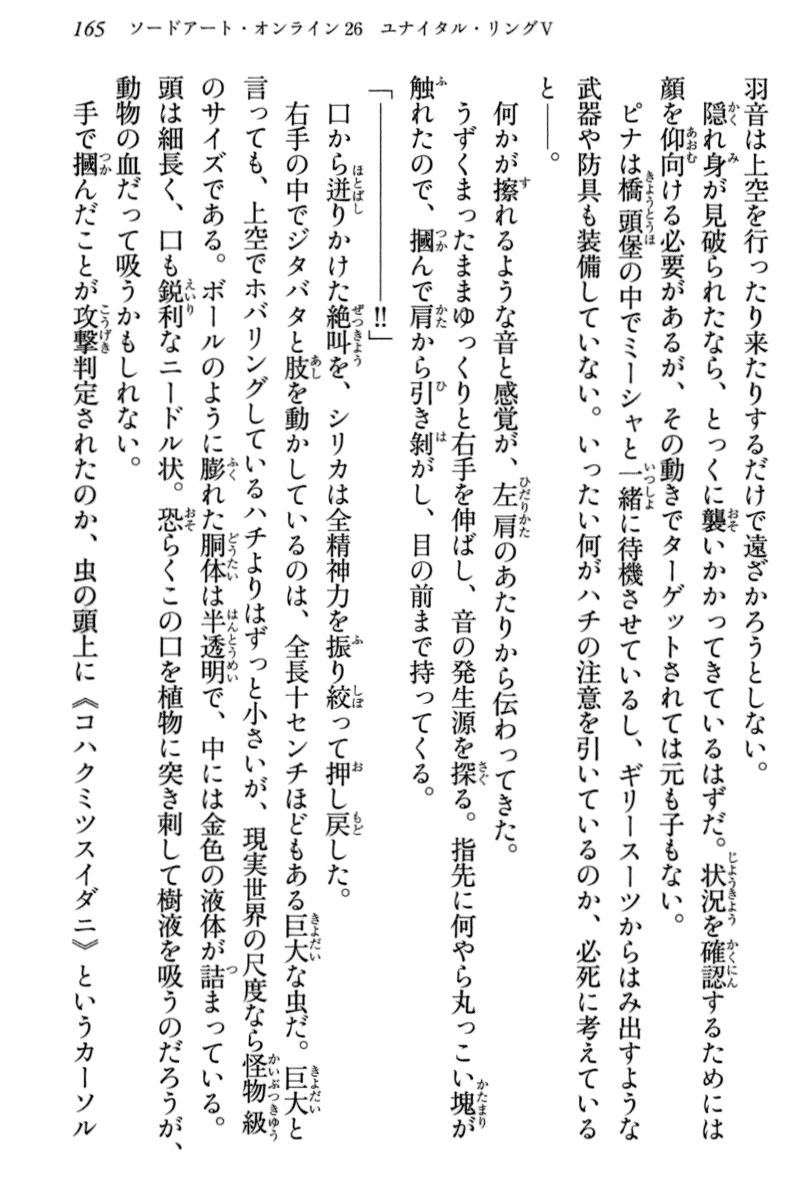 165 ソードアート・オンライン26 ユナイタル・リングⅤ
羽音は上空を行ったり来たりするだけで遠ざかろうとしない。
隠れ身が見破られたなら、とっくに襲いかかってきているはずだ。状況を確認するためには
顔を仰向ける必要があるが、その動きでターゲットされては元も子もない。
ピナは橋頭堡の中でミーシャと一緒に待機させているし、ギリースーツからはみ出すような
武器や防具も装備していない。いったい何がハチの注意を引いているのか、必死に考えている
と――。
何かが擦れるような音と感覚が、左肩のあたりから伝わってきた。
うずくまったままゆっくりと右手を伸ばし、音の発生源を探る。指先に何やら丸っこい塊が
触れたので、摑んで肩から引き剝がし、目の前まで持ってくる。
「――――――――!!」
口から迸りかけた絶叫を、シリカは全精神力を振り絞って押し戻した。
右手の中でジタバタと肢を動かしているのは、全長十センチほどもある巨大な虫だ。巨大と
言っても、上空でホバリングしているハチよりはずっと小さいが、現実世界の尺度なら怪物級
のサイズである。ボールのように膨れた胴体は半透明で、中には金色の液体が詰まっている。
頭は細長く、口も鋭利なニードル状。恐らくこの口を植物に突き刺して樹液を吸うのだろうが、
動物の血だって吸うかもしれない。
手で摑んだことが攻撃判定されたのか、虫の頭上に《コハクミツスイダニ》というカーソル